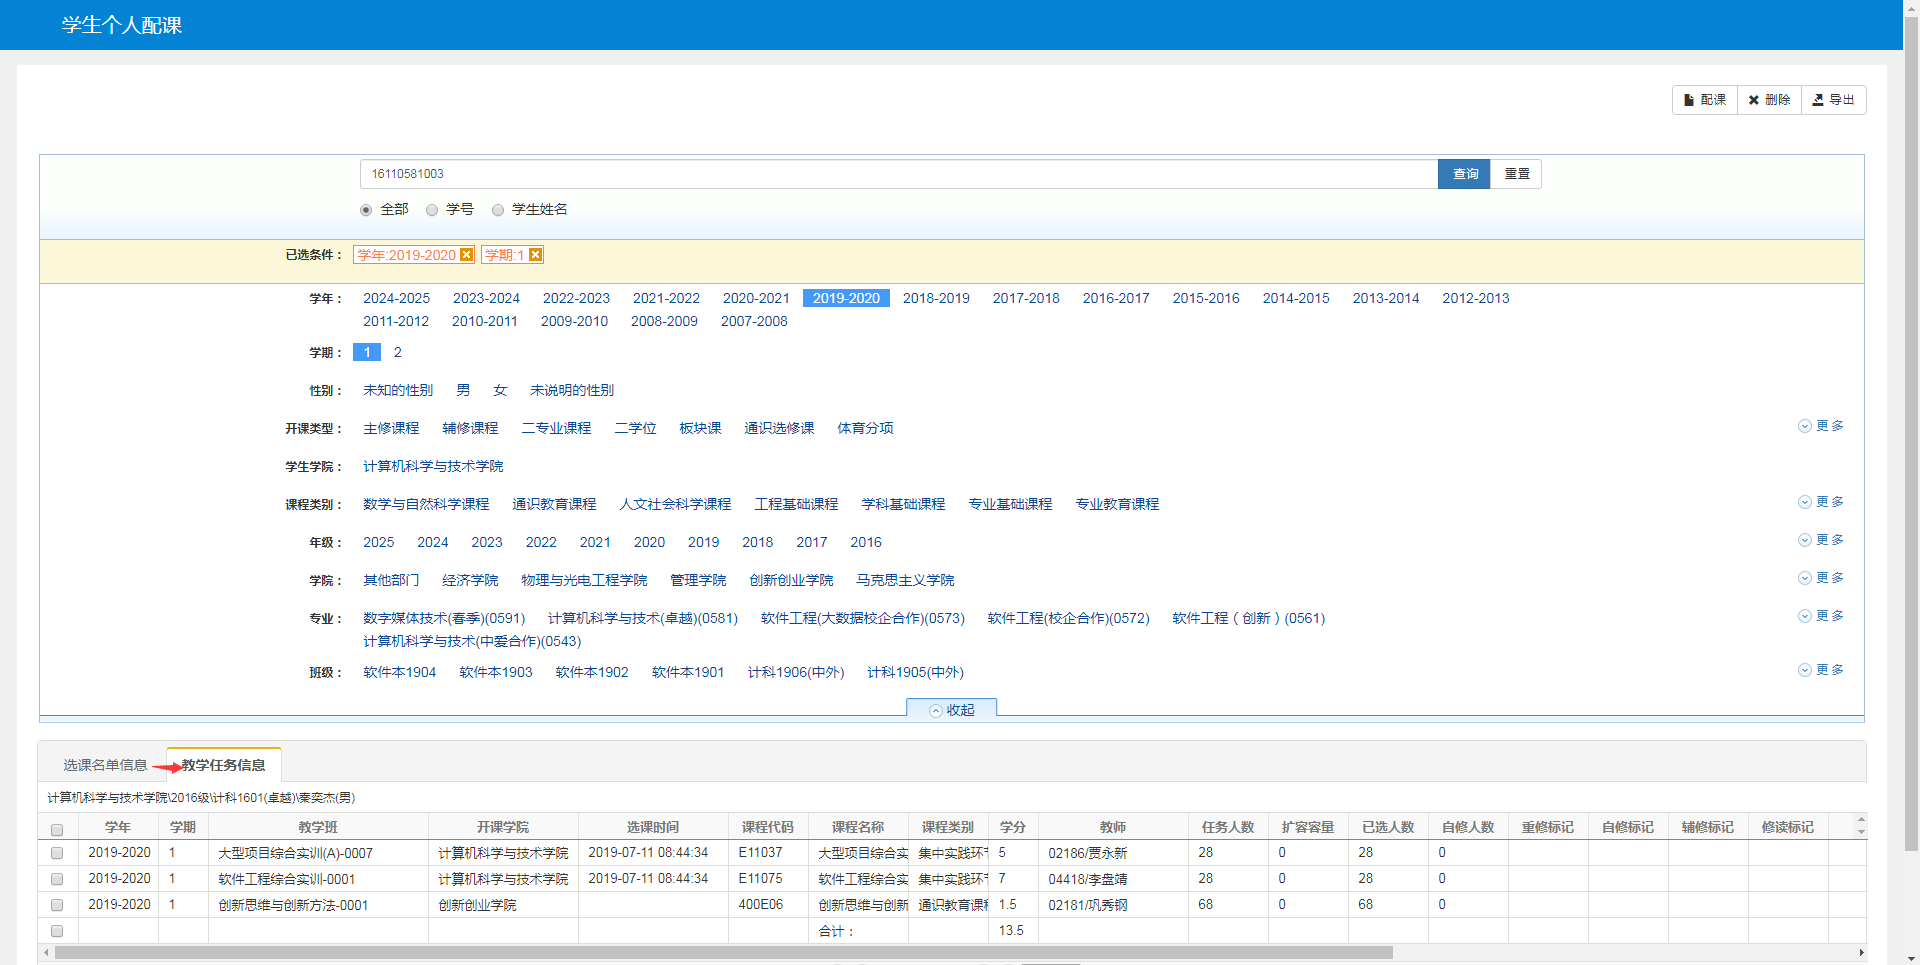 学生个人配课
配课 删除 导出
16110581003 查询 重置
全部 学号 学生姓名
已选条件： 学年:2019-2020 学期:1
学年： 2024-2025 2023-2024 2022-2023 2021-2022 2020-2021 2019-2020 2018-2019 2017-2018 2016-2017 2015-2016 2014-2015 2013-2014 2012-2013
2011-2012 2010-2011 2009-2010 2008-2009 2007-2008
学期： 1 2
性别： 未知的性别 男 女 未说明的性别
开课类型： 主修课程 辅修课程 二专业课程 二学位 板块课 通识选修课 体育分项 更多
学生学院： 计算机科学与技术学院
课程类别： 数学与自然科学课程 通识教育课程 人文社会科学课程 工程基础课程 学科基础课程 专业基础课程 专业教育课程 更多
年级： 2025 2024 2023 2022 2021 2020 2019 2018 2017 2016 更多
学院： 其他部门 经济学院 物理与光电工程学院 管理学院 创新创业学院 马克思主义学院 更多
专业： 数字媒体技术(春季)(0591) 计算机科学与技术(卓越)(0581) 软件工程(大数据校企合作)(0573) 软件工程(校企合作)(0572) 软件工程（创新）(0561) 更多
计算机科学与技术(中爱合作)(0543)
班级： 软件本1904 软件本1903 软件本1902 软件本1901 计科1906(中外) 计科1905(中外) 更多
收起
选课名单信息 教学任务信息
计算机科学与技术学院\2016级\计科1601(卓越)\秦奕杰(男)
学年 学期 教学班 开课学院 选课时间 课程代码 课程名称 课程类别 学分 教师 任务人数 扩容容量 已选人数 自修人数 重修标记 自修标记 辅修标记 修读标记
2019-2020 1 大型项目综合实训(A)-0007 计算机科学与技术学院 2019-07-11 08:44:34 E11037 大型项目综合实 集中实践环节 5 02186/贾永新 28 0 28 0
2019-2020 1 软件工程综合实训-0001 计算机科学与技术学院 2019-07-11 08:44:34 E11075 软件工程综合实 集中实践环节 7 04418/李盘靖 28 0 28 0
2019-2020 1 创新思维与创新方法-0001 创新创业学院 400E06 创新思维与创新 通识教育课程 1.5 02181/巩秀钢 68 0 68 0
合计： 13.5